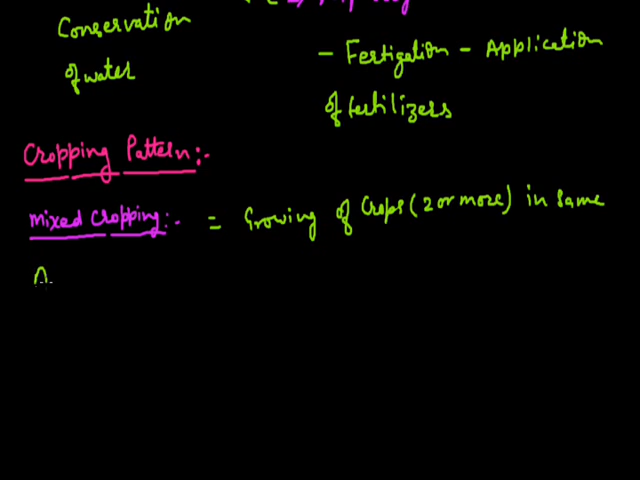 Conservation
of water
- Fertigation - Application
of fertilizers
Cropping Pattern:-
Mixed Cropping:- = Growing of Crops (2 or more) in same